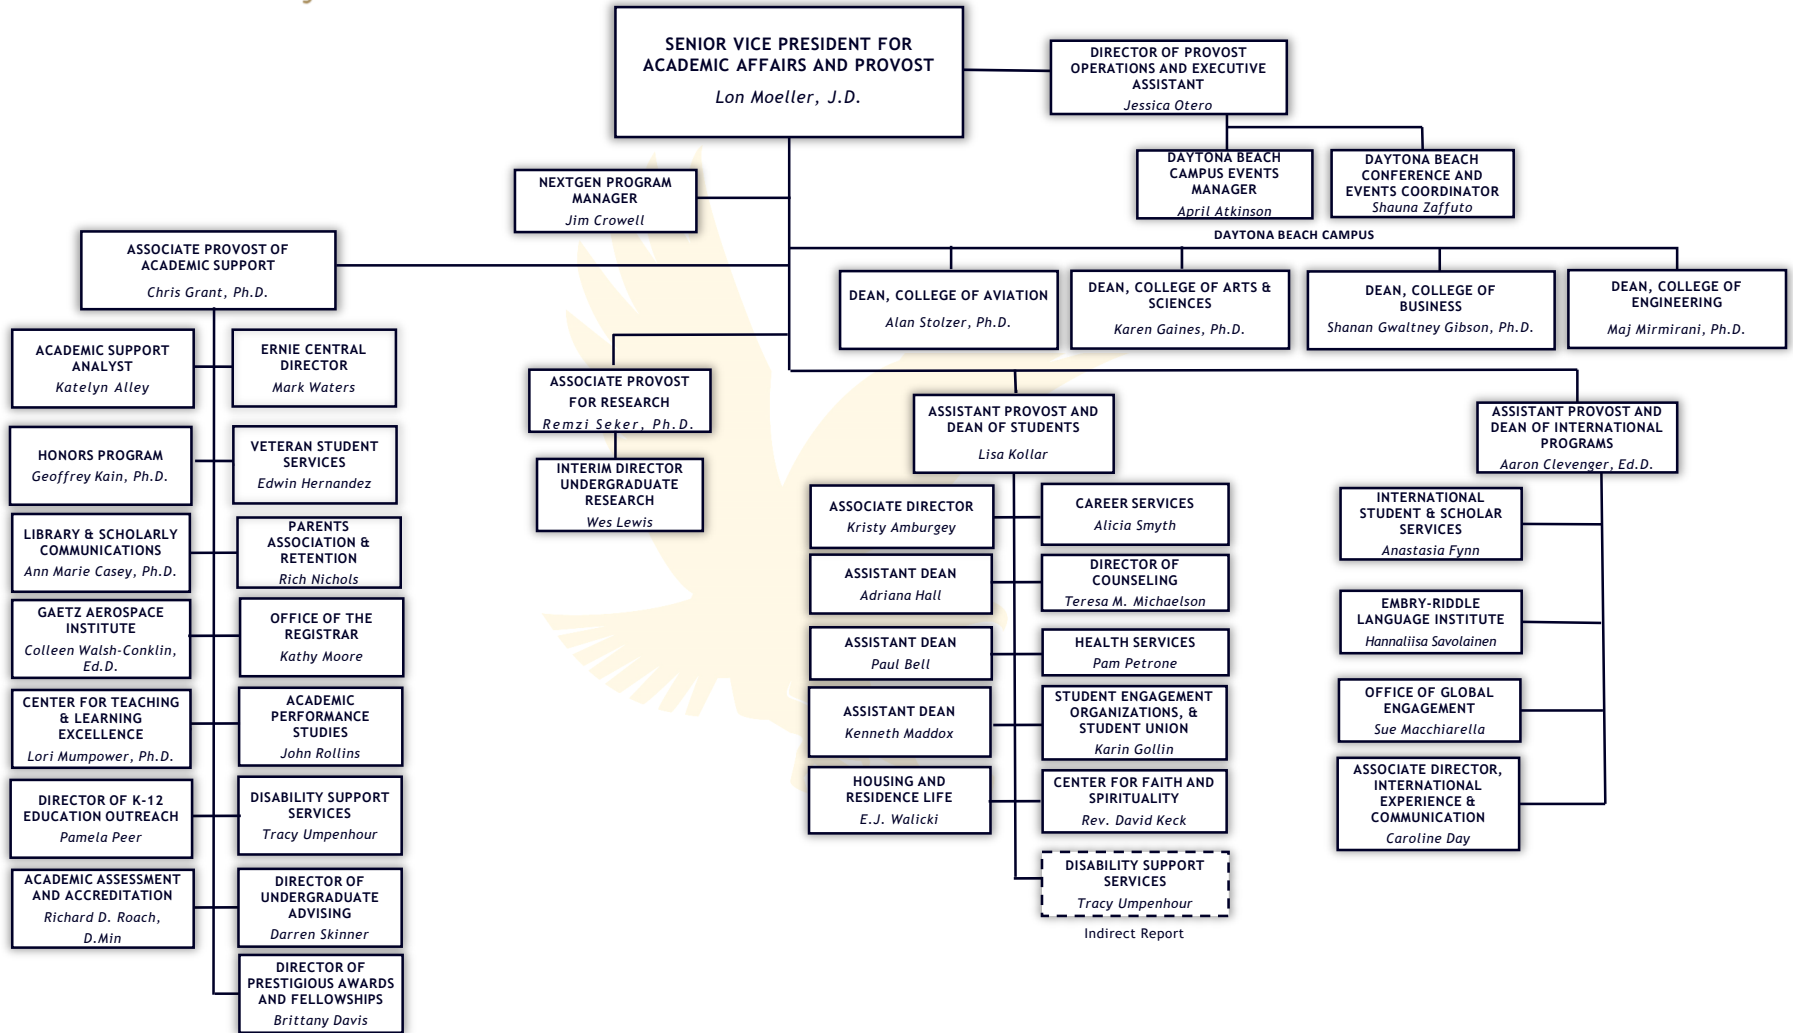 SENIOR VICE PRESIDENT FOR
ACADEMIC AFFAIRS AND PROVOST
Lon Moeller, J.D.
DIRECTOR OF PROVOST
OPERATIONS AND EXECUTIVE
ASSISTANT
Jessica Otero
DAYTONA BEACH
CAMPUS EVENTS
MANAGER
April Atkinson
DAYTONA BEACH
CONFERENCE AND
EVENTS COORDINATOR
Shauna Zaffuto
NEXTGEN PROGRAM
MANAGER
Jim Crowell
DAYTONA BEACH CAMPUS
DEAN, COLLEGE OF AVIATION
Alan Stolzer, Ph.D.
DEAN, COLLEGE OF ARTS &
SCIENCES
Karen Gaines, Ph.D.
DEAN, COLLEGE OF
BUSINESS
Shanan Gwaltney Gibson, Ph.D.
DEAN, COLLEGE OF
ENGINEERING
Maj Mirmirani, Ph.D.
ASSOCIATE PROVOST OF
ACADEMIC SUPPORT
Chris Grant, Ph.D.
ACADEMIC SUPPORT
ANALYST
Katelyn Alley
ERNIE CENTRAL
DIRECTOR
Mark Waters
HONORS PROGRAM
Geoffrey Kain, Ph.D.
VETERAN STUDENT
SERVICES
Edwin Hernandez
LIBRARY & SCHOLARLY
COMMUNICATIONS
Ann Marie Casey, Ph.D.
PARENTS
ASSOCIATION &
RETENTION
Rich Nichols
GAETZ AEROSPACE
INSTITUTE
Colleen Walsh-Conklin,
Ed.D.
OFFICE OF THE
REGISTRAR
Kathy Moore
CENTER FOR TEACHING
& LEARNING
EXCELLENCE
Lori Mumpower, Ph.D.
ACADEMIC
PERFORMANCE
STUDIES
John Rollins
DIRECTOR OF K-12
EDUCATION OUTREACH
Pamela Peer
DISABILITY SUPPORT
SERVICES
Tracy Umpenhour
ACADEMIC ASSESSMENT
AND ACCREDITATION
Richard D. Roach,
D.Min
DIRECTOR OF
UNDERGRADUATE
ADVISING
Darren Skinner
DIRECTOR OF
PRESTIGIOUS AWARDS
AND FELLOWSHIPS
Brittany Davis
ASSOCIATE PROVOST
FOR RESEARCH
Remzi Seker, Ph.D.
INTERIM DIRECTOR
UNDERGRADUATE
RESEARCH
Wes Lewis
ASSISTANT PROVOST AND
DEAN OF STUDENTS
Lisa Kollar
ASSOCIATE DIRECTOR
Kristy Amburgey
CAREER SERVICES
Alicia Smyth
ASSISTANT DEAN
Adriana Hall
DIRECTOR OF
COUNSELING
Teresa M. Michaelson
ASSISTANT DEAN
Paul Bell
HEALTH SERVICES
Pam Petrone
ASSISTANT DEAN
Kenneth Maddox
STUDENT ENGAGEMENT
ORGANIZATIONS, &
STUDENT UNION
Karin Gollin
HOUSING AND
RESIDENCE LIFE
E.J. Walicki
CENTER FOR FAITH AND
SPIRITUALITY
Rev. David Keck
DISABILITY SUPPORT
SERVICES
Tracy Umpenhour
Indirect Report
ASSISTANT PROVOST AND
DEAN OF INTERNATIONAL
PROGRAMS
Aaron Clevenger, Ed.D.
INTERNATIONAL
STUDENT & SCHOLAR
SERVICES
Anastasia Fynn
EMBRY-RIDDLE
LANGUAGE INSTITUTE
Hannaliisa Savolainen
OFFICE OF GLOBAL
ENGAGEMENT
Sue Macchiarella
ASSOCIATE DIRECTOR,
INTERNATIONAL
EXPERIENCE &
COMMUNICATION
Caroline Day